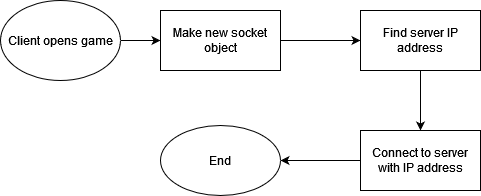 Client opens game
Make new socket
object
Find server IP
address
Connect to server
with IP address
End